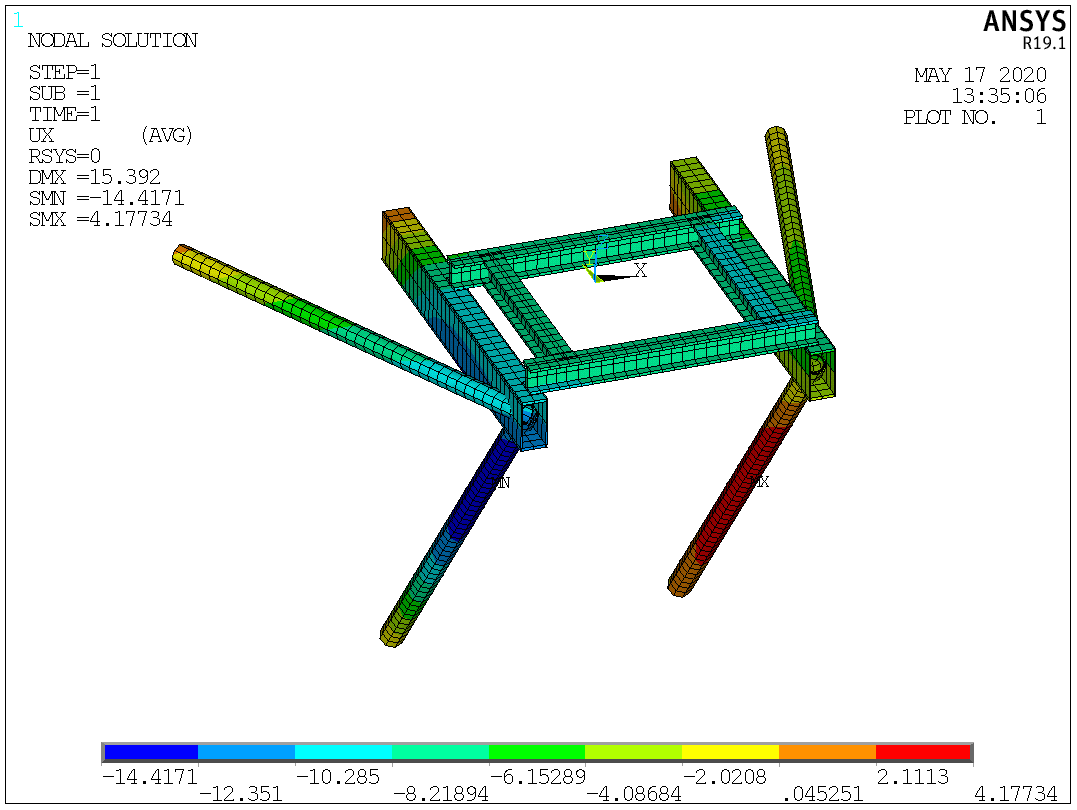 1
ANSYS
R19.1
NODAL SOLUTION
STEP=1
SUB =1
TIME=1
UX (AVG)
RSYS=0
DMX =15.392
SMN =-14.4171
SMX =4.17734
MAY 17 2020
13:35:06
PLOT NO. 1
Y
X
MN
MX
-14.4171 -10.285 -6.15289 -2.0208 2.1113
-12.351 -8.21894 -4.08684 .045251 4.17734